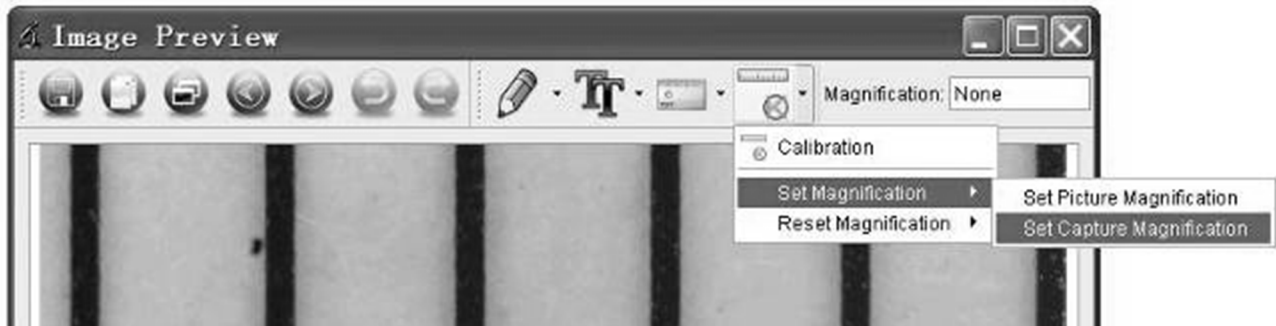 Image Preview
Magnification: None
Calibration
Set Magnification
Set Picture Magnification
Reset Magnification
Set Capture Magnification